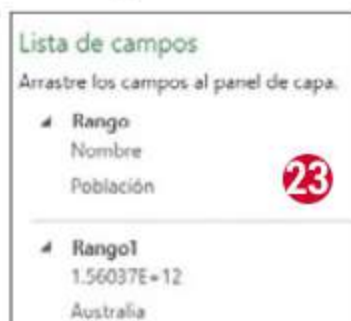 Lista de campos
Arrastre los campos al panel de capa.
Rango
Nombre
Población
23
Rango1
1.56037E+12
Australia